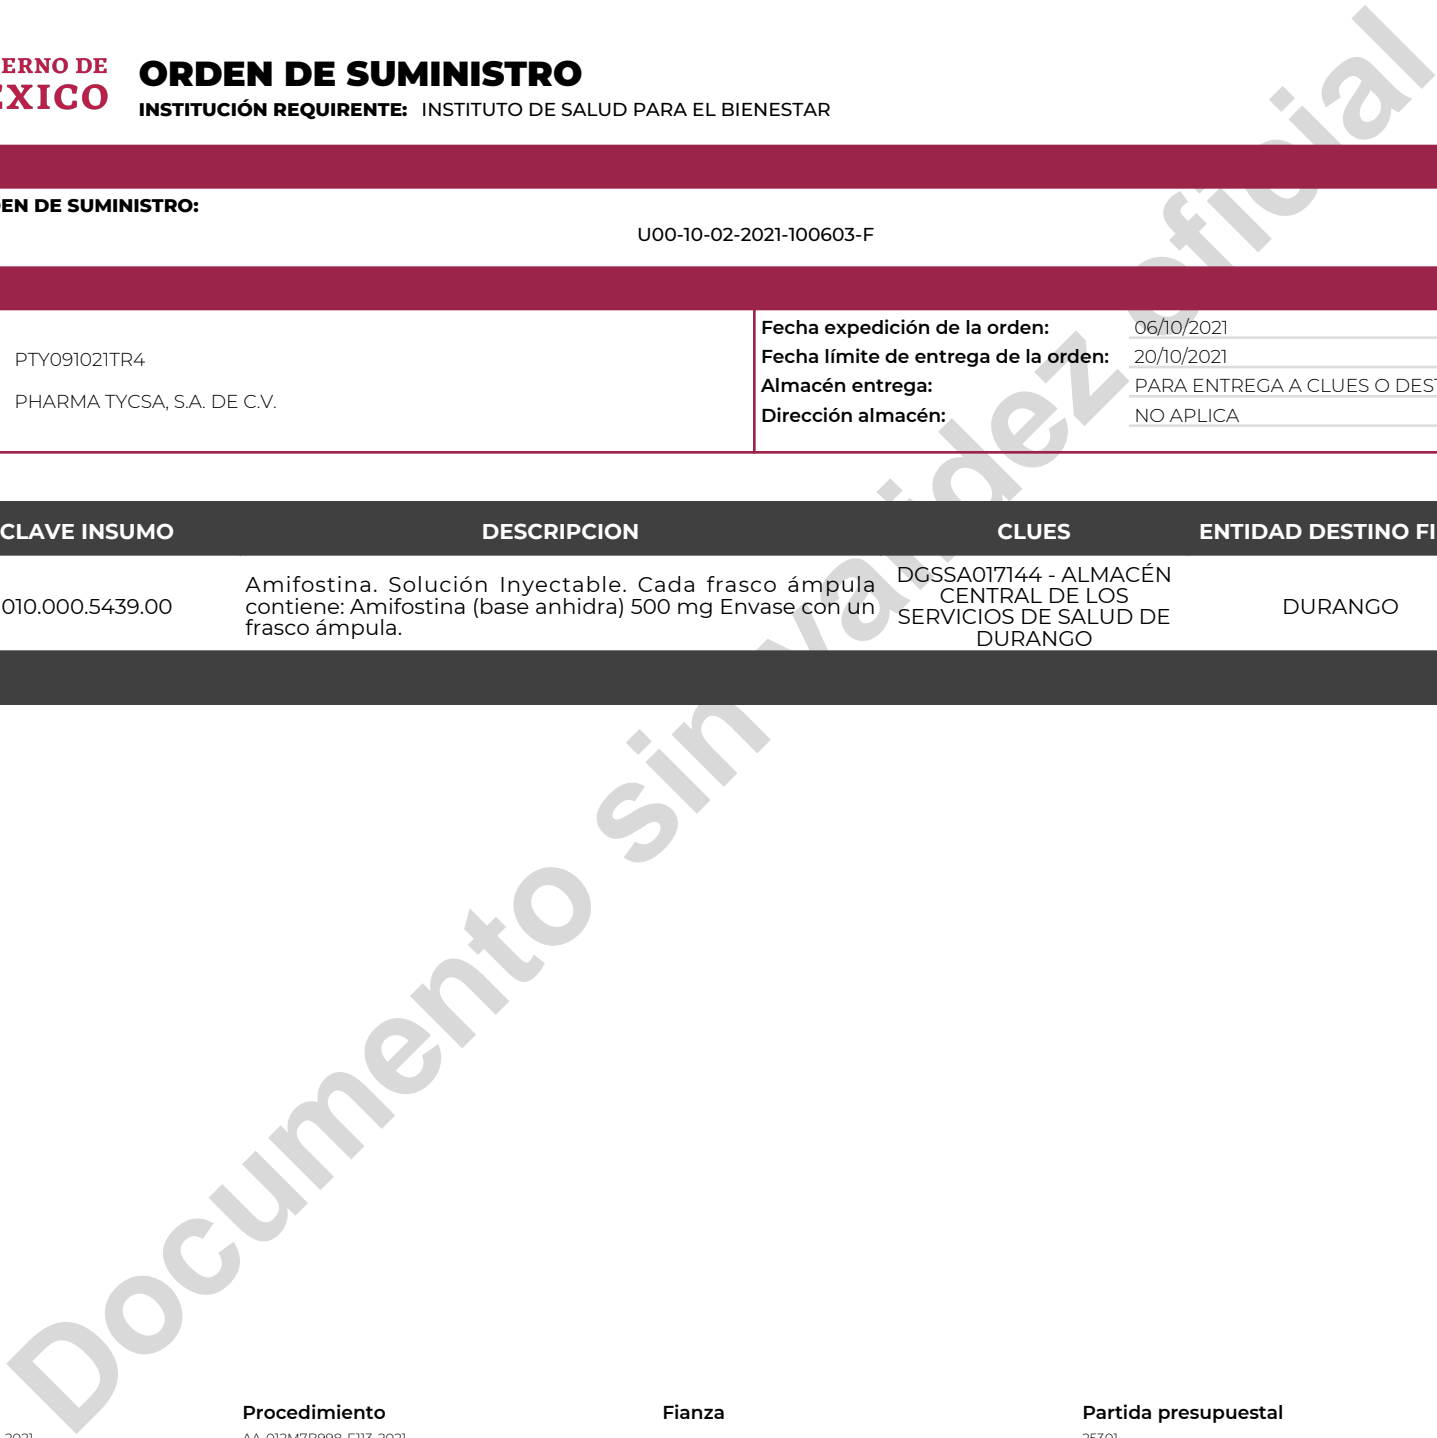 ERNO DE
ÉXICO
ORDEN DE SUMINISTRO
INSTITUCIÓN REQUIRENTE: INSTITUTO DE SALUD PARA EL BIENESTAR
EN DE SUMINISTRO:
U00-10-02-2021-100603-F
PTY091021TR4
PHARMA TYCSA, S.A. DE C.V.
Fecha expedición de la orden: 06/10/2021
Fecha límite de entrega de la orden: 20/10/2021
Almacén entrega: PARA ENTREGA A CLUES O DEST
Dirección almacén: NO APLICA
CLAVE INSUMO DESCRIPCION CLUES ENTIDAD DESTINO FI
010.000.5439.00
Amifostina. Solución Inyectable. Cada frasco ámpula
contiene: Amifostina (base anhidra) 500 mg Envase con un
frasco ámpula.
DGSSA017144 - ALMACÉN
CENTRAL DE LOS
SERVICIOS DE SALUD DE
DURANGO
DURANGO
Documento sin validez oficial
Procedimiento Fianza Partida presupuestal